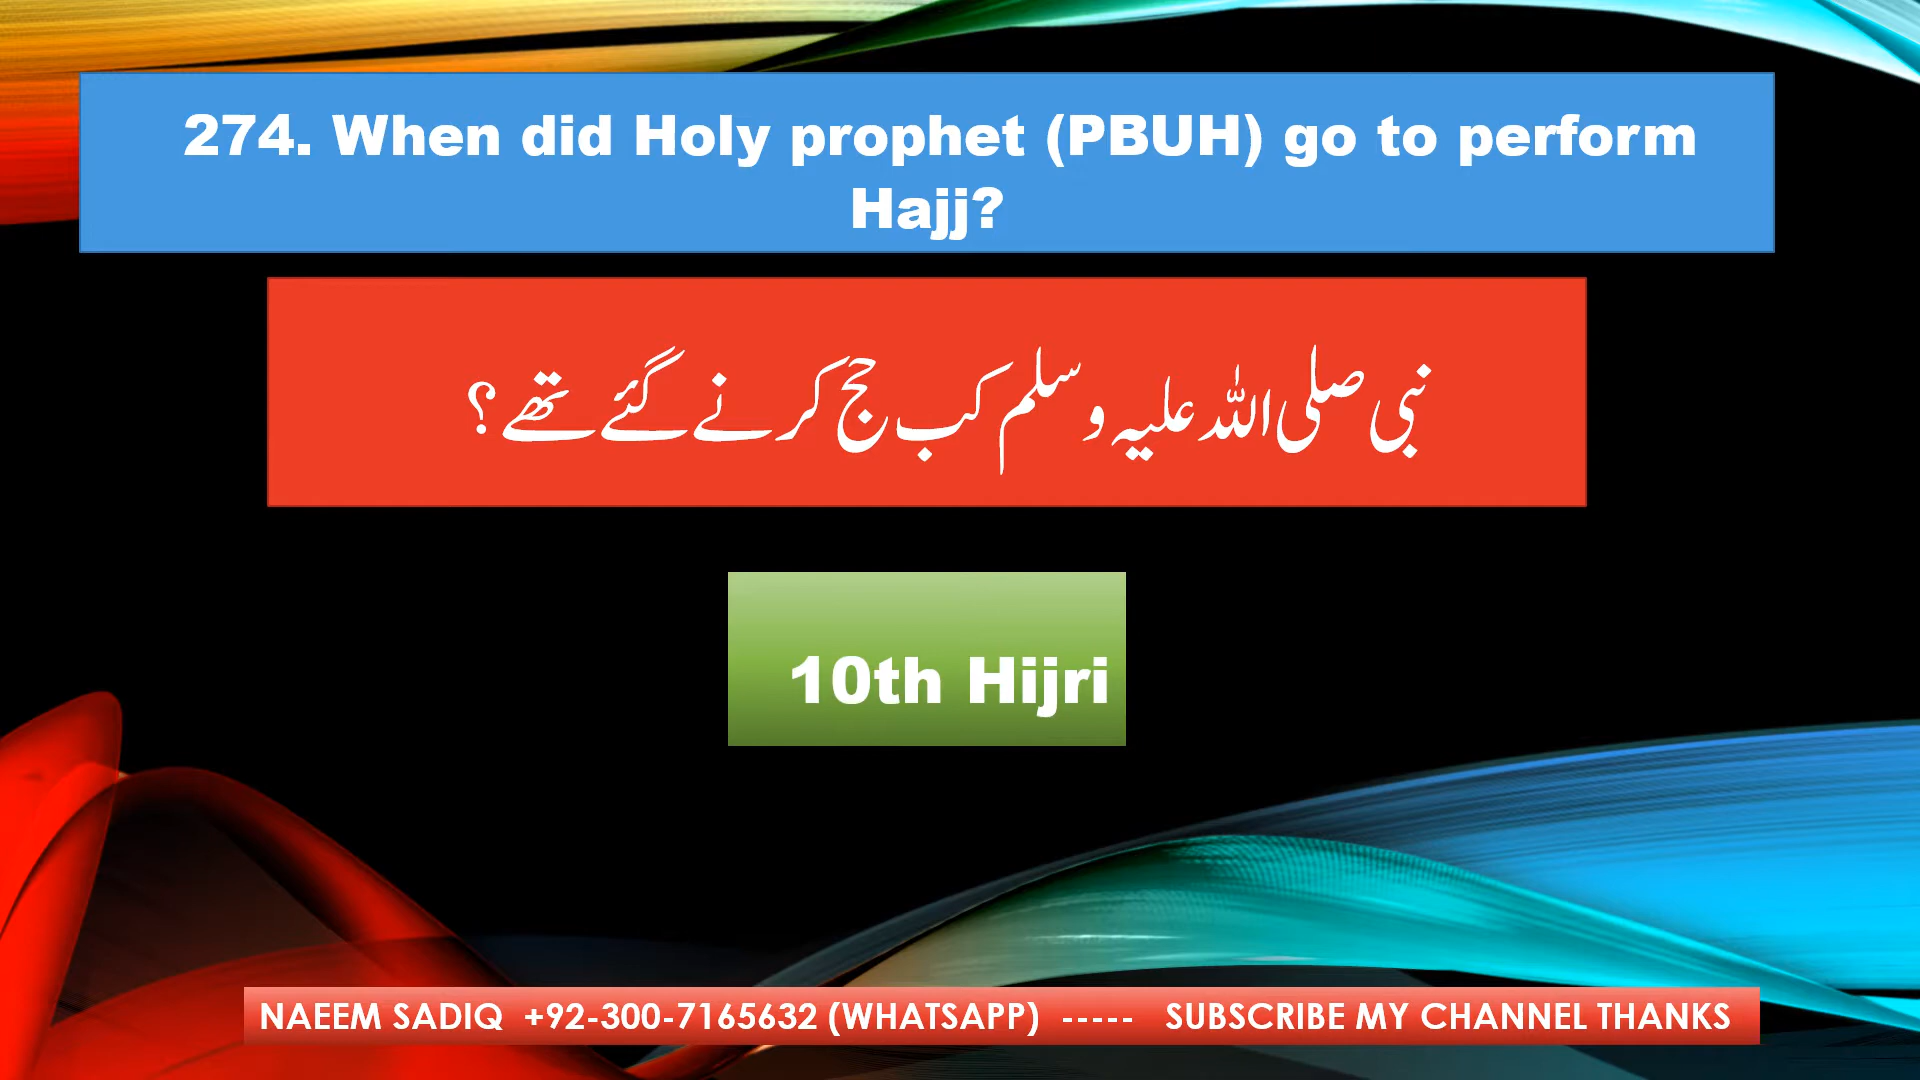 274. When did Holy prophet (PBUH) go to perform
Hajj?
نبی صلی اللہ علیہ وسلم کب حج کرنے گئے تھے؟
10th Hijri
NAEEM SADIQ +92-300-7165632 (WHATSAPP) ----- SUBSCRIBE MY CHANNEL THANKS